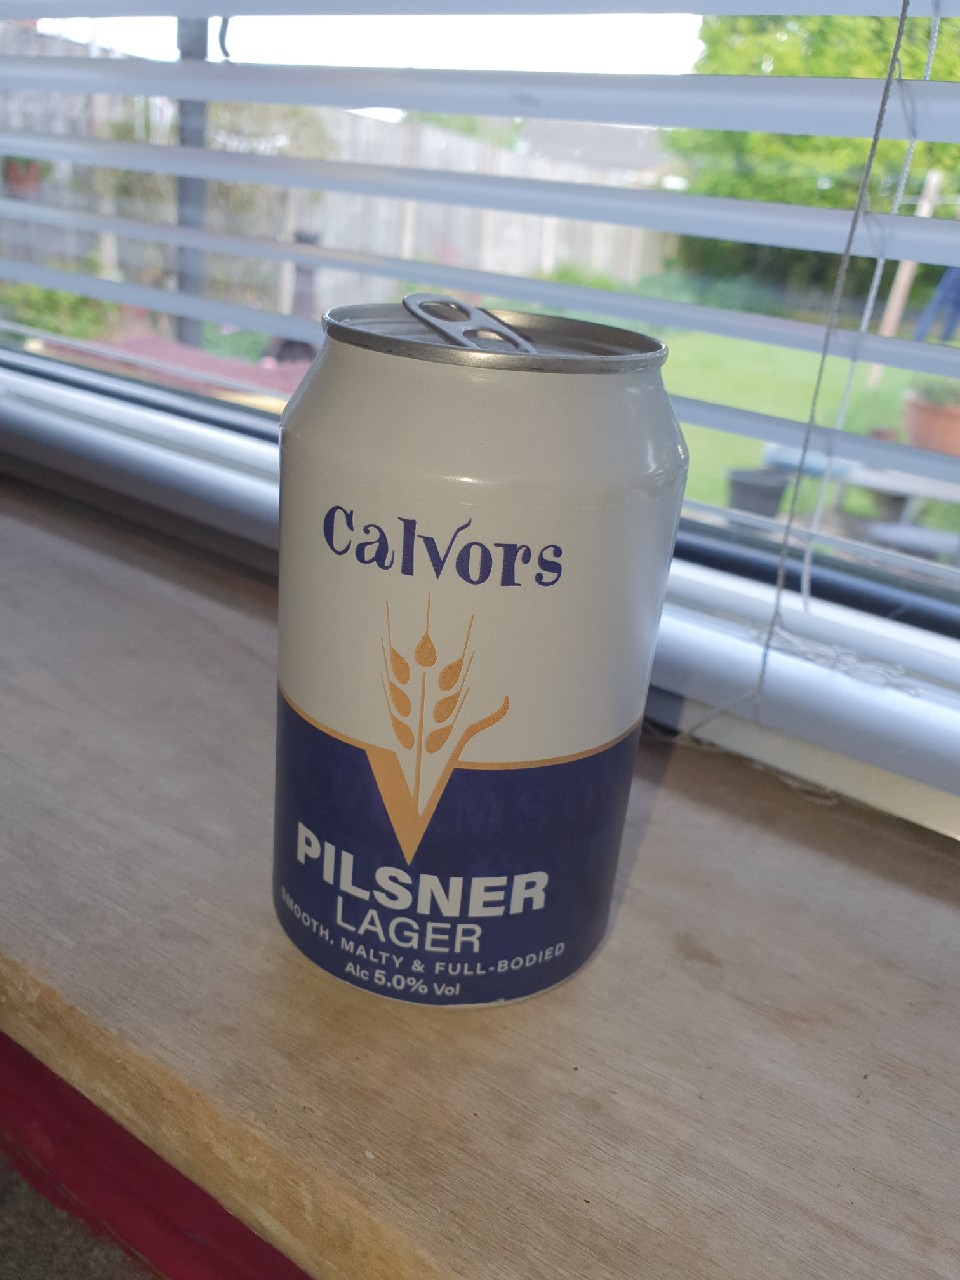 Calvors
PILSNER
LAGER
SMOOTH, MALTY & FULL-BODIED
Alc 5.0% Vol